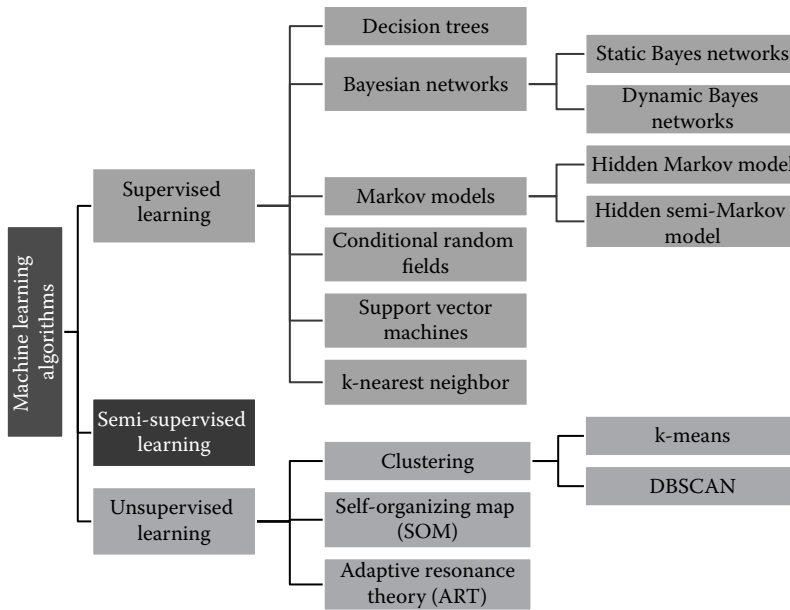 Machine learning
algorithms
Supervised
learning
Decision trees
Bayesian networks
Static Bayes networks
Dynamic Bayes
networks
Markov models
Hidden Markov model
Hidden semi-Markov
model
Conditional random
fields
Support vector
machines
k-nearest neighbor
Semi-supervised
learning
Unsupervised
learning
Clustering
k-means
DBSCAN
Self-organizing map
(SOM)
Adaptive resonance
theory (ART)